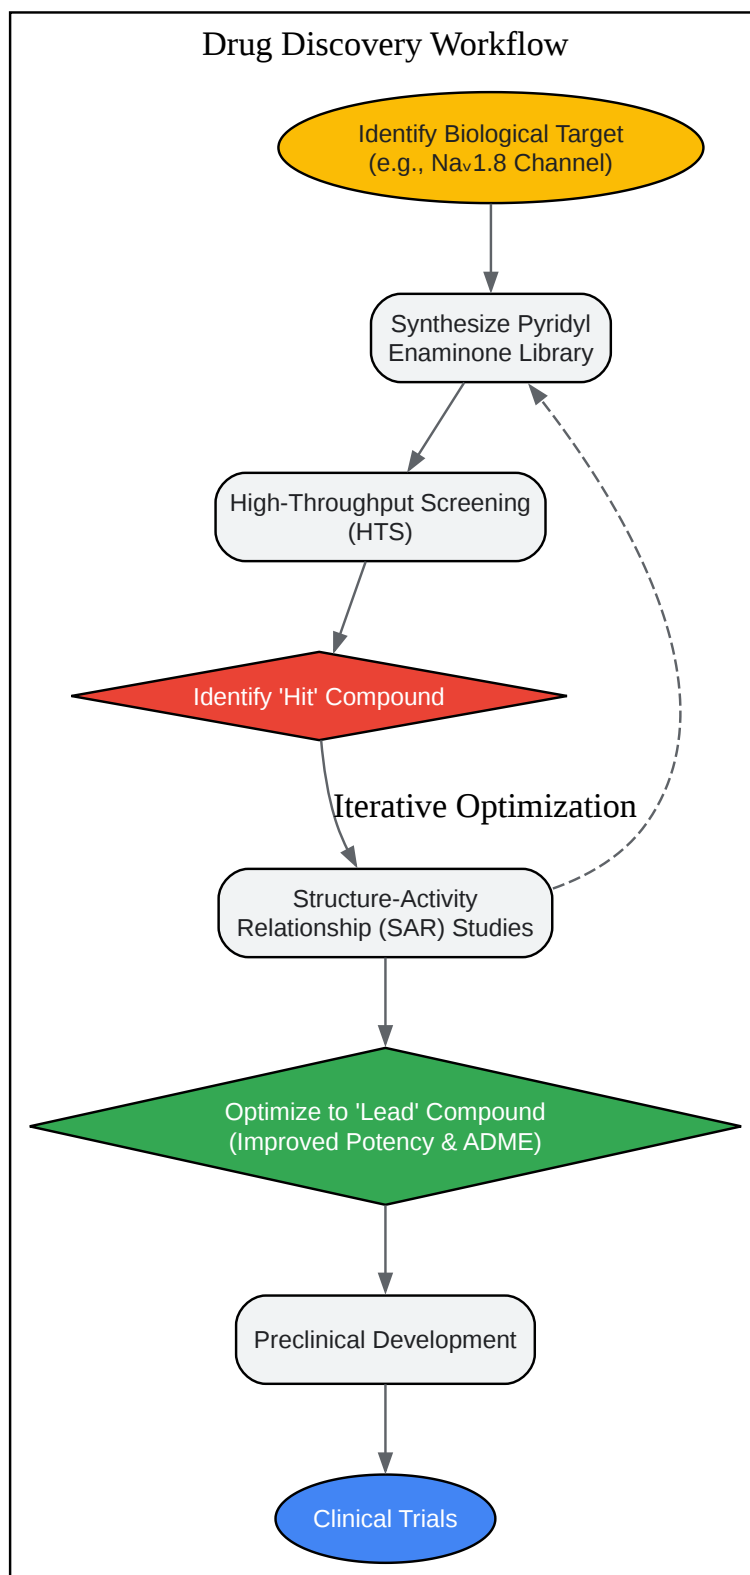 Drug Discovery Workflow
Identify Biological Target
(e.g., Naᵥ1.8 Channel)
Synthesize Pyridyl
Enaminone Library
High-Throughput Screening
(HTS)
Identify 'Hit' Compound
Iterative Optimization
Structure-Activity
Relationship (SAR) Studies
Optimize to 'Lead' Compound
(Improved Potency & ADME)
Preclinical Development
Clinical Trials